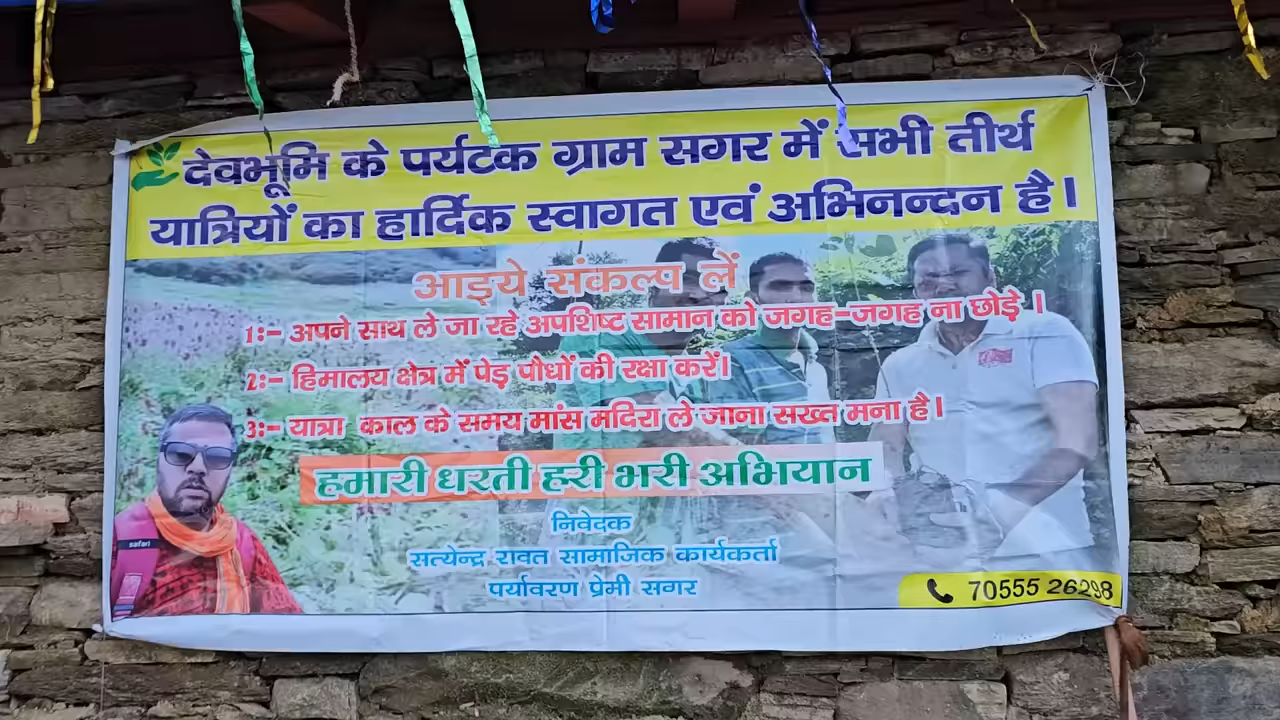 देवभूमि के पर्यटक ग्राम सगर में सभी तीर्थ
यात्रियों का हार्दिक स्वागत एवं अभिनन्दन है।
आइये संकल्प लें
1:- अपने साथ ले जा रहे अपशिष्ट सामान को जगह-जगह ना छोड़े ।
2:- हिमालय क्षेत्र में पेड़ पौधों की रक्षा करें।
3:- यात्रा काल के समय मांस मदिरा ले जाना सख्त मना है।
हमारी धरती हरी भरी अभियान
निवेदक
सत्येन्द्र रावत सामाजिक कार्यकर्ता
पर्यावरण प्रेमी सगर
safari
70555 26298